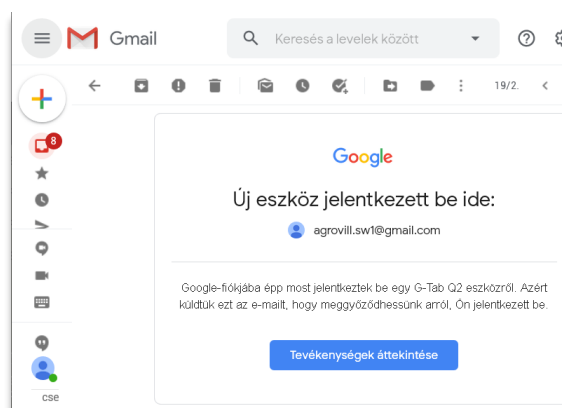 Gmail
Keresés a levelek között
19/2.
8
Google
Új eszköz jelentkezett be ide:
agrovill.sw1@gmail.com
Google-fiókjába épp most jelentkeztek be egy G-Tab Q2 eszközről. Azért
küldtük ezt az e-mailt, hogy meggyőződhessünk arról, Ön jelentkezett be.
Tevékenységek áttekintése
cse